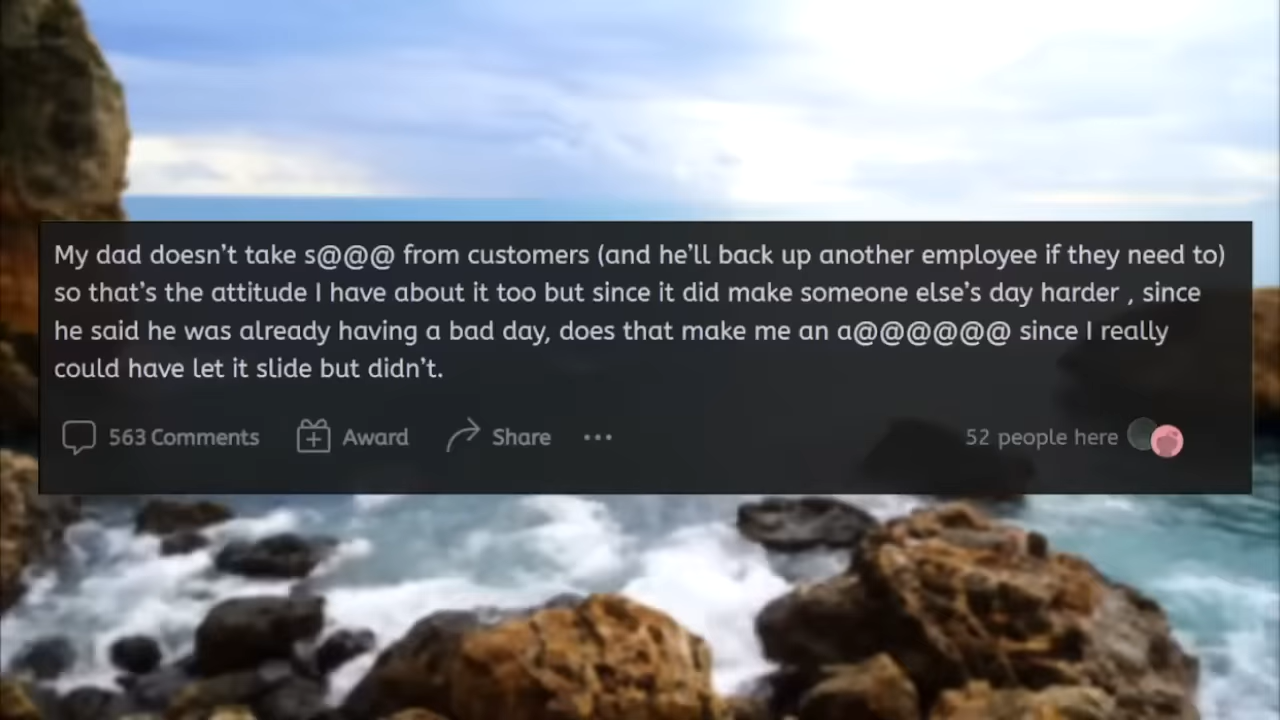 My dad doesn’t take s@@@ from customers (and he’ll back up another employee if they need to)
so that’s the attitude I have about it too but since it did make someone else’s day harder , since
he said he was already having a bad day, does that make me an a@@@@@@ since I really
could have let it slide but didn’t.
563 Comments Award Share ••• 52 people here